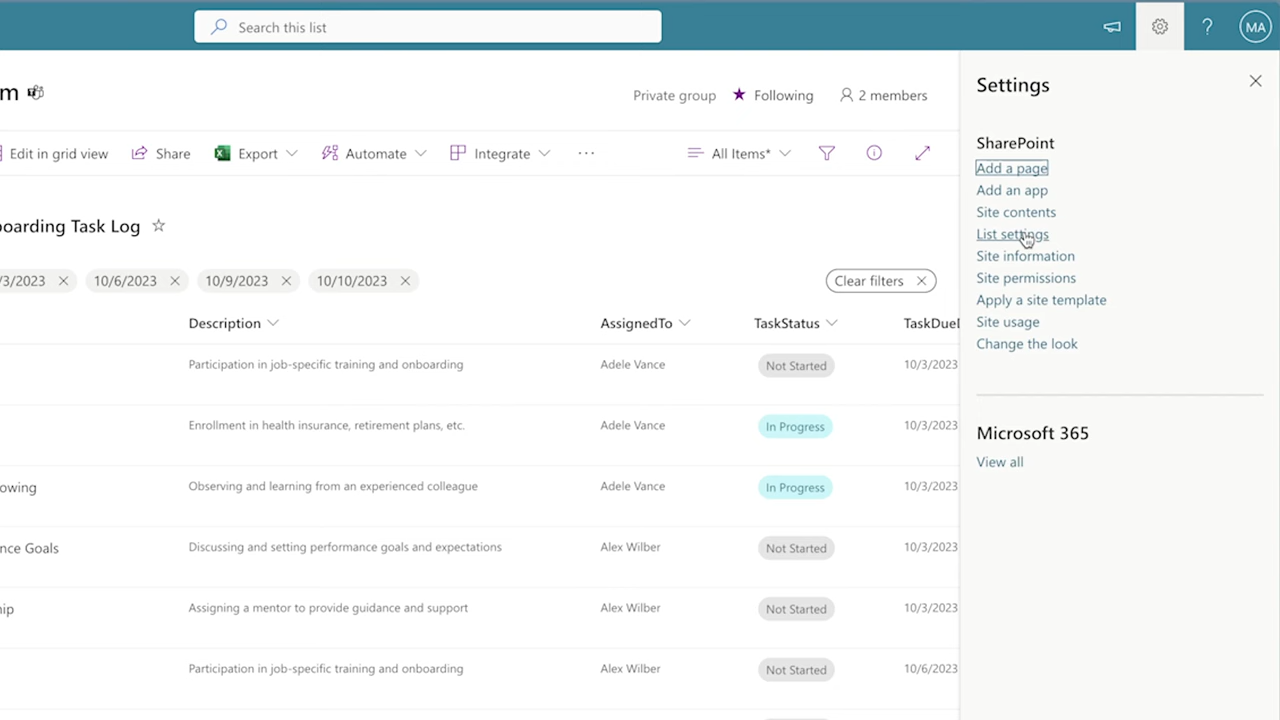 Search this list
MA
m
Private group
Following
2 members
Edit in grid view
Share
Export
Automate
Integrate
All Items*
boarding Task Log
/3/2023
10/6/2023
10/9/2023
10/10/2023
Clear filters
Description
AssignedTo
TaskStatus
TaskDueD
Participation in job-specific training and onboarding
Adele Vance
Not Started
10/3/2023
Enrollment in health insurance, retirement plans, etc.
Adele Vance
In Progress
10/3/2023
owing
Observing and learning from an experienced colleague
Adele Vance
In Progress
10/3/2023
nce Goals
Discussing and setting performance goals and expectations
Alex Wilber
Not Started
10/3/2023
hip
Assigning a mentor to provide guidance and support
Alex Wilber
Not Started
10/3/2023
Participation in job-specific training and onboarding
Alex Wilber
Not Started
10/6/2023
Settings
SharePoint
Add a page
Add an app
Site contents
List settings
Site information
Site permissions
Apply a site template
Site usage
Change the look
Microsoft 365
View all